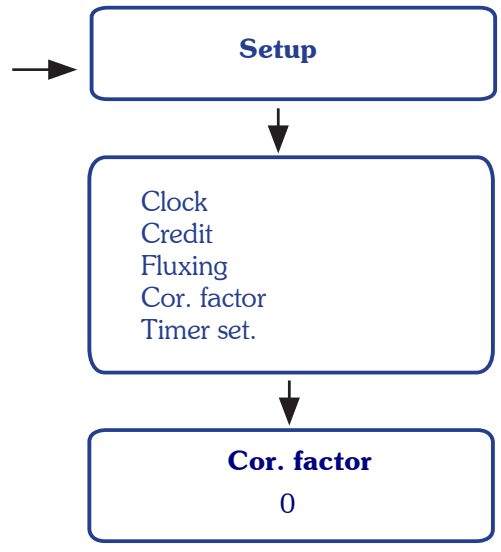 Setup
Clock
Credit
Fluxing
Cor. factor
Timer set.
Cor. factor
0